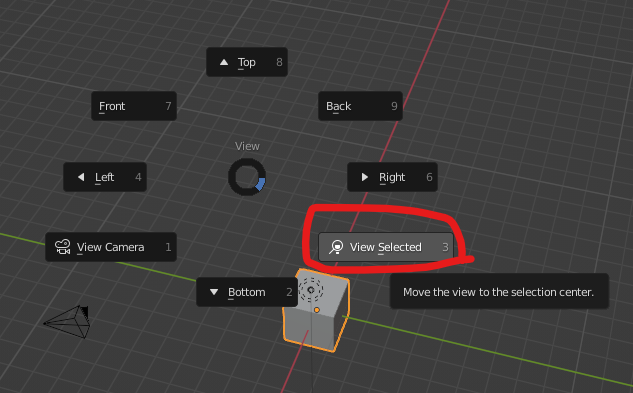 Top 8
Front 7
Back 9
View
Left 4
Right 6
View Camera 1
View Selected 3
Bottom 2
Move the view to the selection center.